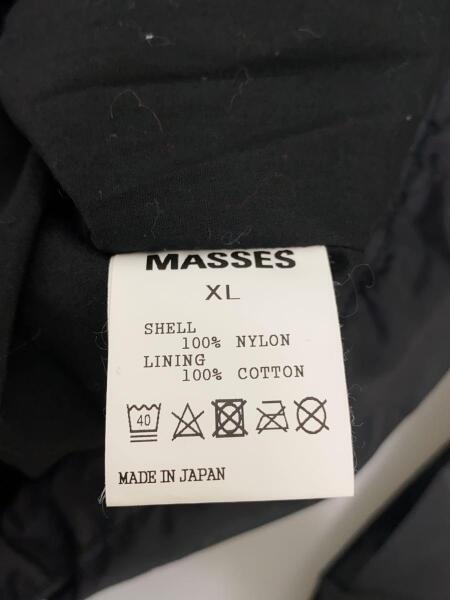 MASSES
XL
SHELL
100% NYLON
LINING
100% COTTON
40
MADE IN JAPAN